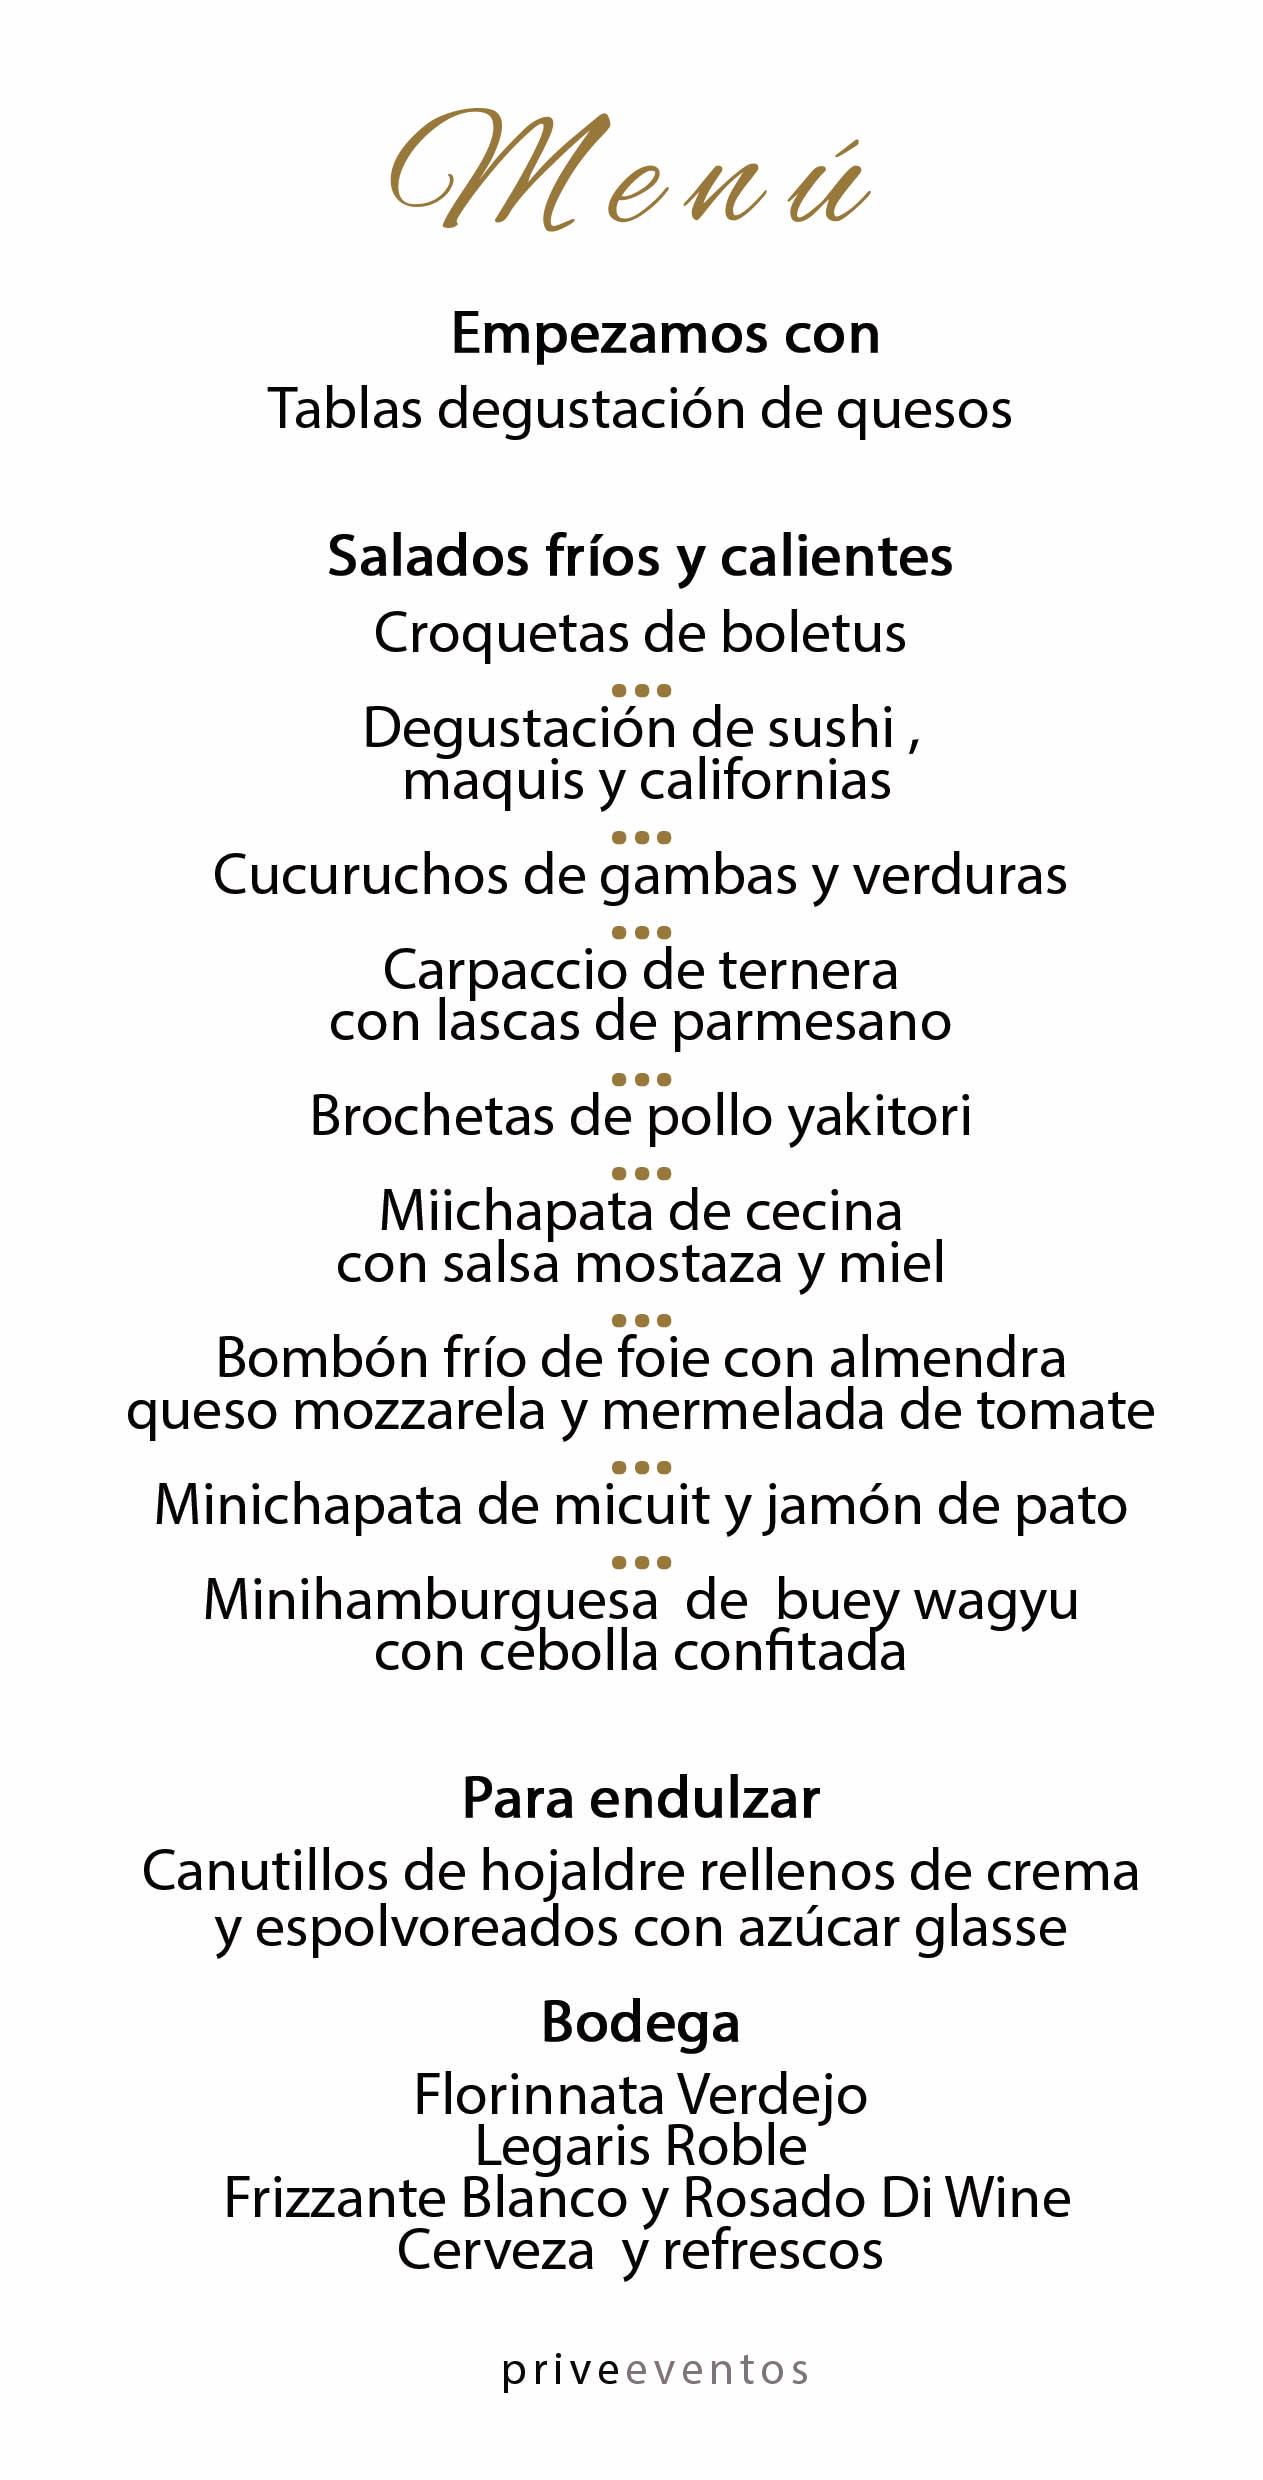 Menú
Empezamos con
Tablas degustación de quesos
Salados fríos y calientes
Croquetas de boletus
...
Degustación de sushi ,
maquis y californias
...
Cucuruchos de gambas y verduras
...
Carpaccio de ternera
con lascas de parmesano
...
Brochetas de pollo yakitori
...
Miichapata de cecina
con salsa mostaza y miel
...
Bombón frío de foie con almendra
queso mozzarela y mermelada de tomate
...
Minichapata de micuit y jamón de pato
...
Minihamburguesa  de  buey wagyu
con cebolla confitada
Para endulzar
Canutillos de hojaldre rellenos de crema
y espolvoreados con azúcar glasse
Bodega
Florinnata Verdejo
Legaris Roble
Frizzante Blanco y Rosado Di Wine
Cerveza  y refrescos
priveeventos